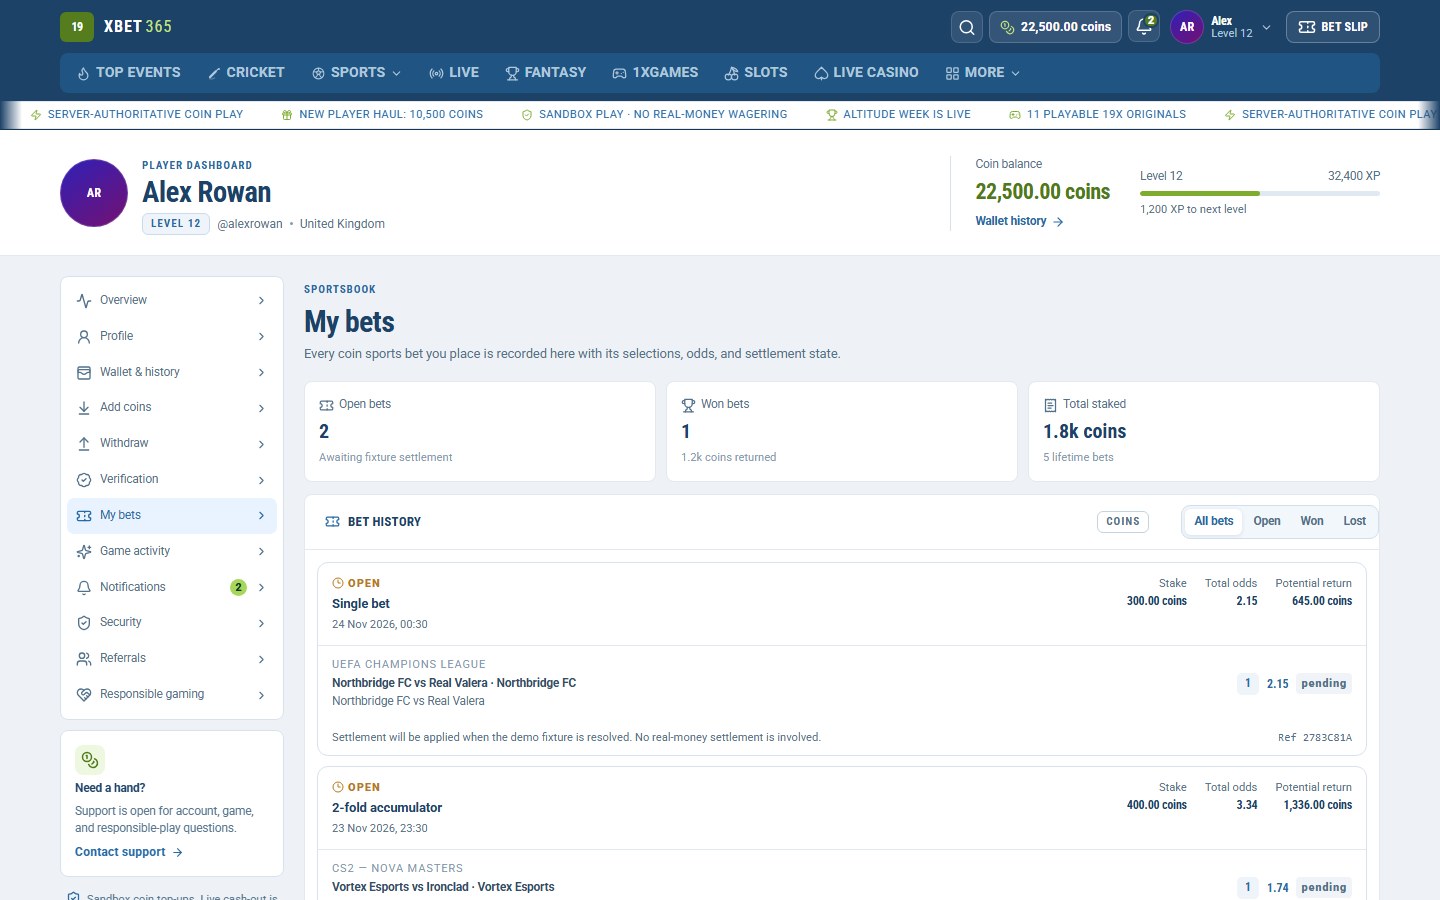 19 XBET 365
22,500.00 coins
2
AR
Alex
Level 12
BET SLIP
TOP EVENTS CRICKET SPORTS LIVE FANTASY 1XGAMES SLOTS LIVE CASINO MORE
SERVER-AUTHORITATIVE COIN PLAY NEW PLAYER HAUL: 10,500 COINS SANDBOX PLAY · NO REAL-MONEY WAGERING ALTITUDE WEEK IS LIVE 11 PLAYABLE 19X ORIGINALS SERVER-AUTHORITATIVE COIN PLAY
AR
PLAYER DASHBOARD
Alex Rowan
LEVEL 12 @alexrowan • United Kingdom
Coin balance
22,500.00 coins
Wallet history
Level 12 32,400 XP
1,200 XP to next level
Overview
Profile
Wallet & history
Add coins
Withdraw
Verification
My bets
Game activity
Notifications 2
Security
Referrals
Responsible gaming
Need a hand?
Support is open for account, game,
and responsible-play questions.
Contact support
Sandbox coin top-ups. Live cash-out is
SPORTSBOOK
My bets
Every coin sports bet you place is recorded here with its selections, odds, and settlement state.
Open bets
2
Awaiting fixture settlement
Won bets
1
1.2k coins returned
Total staked
1.8k coins
5 lifetime bets
BET HISTORY
COINS
All bets Open Won Lost
OPEN
Single bet
24 Nov 2026, 00:30
Stake Total odds Potential return
300.00 coins 2.15 645.00 coins
UEFA CHAMPIONS LEAGUE
Northbridge FC vs Real Valera · Northbridge FC
Northbridge FC vs Real Valera
1 2.15 pending
Settlement will be applied when the demo fixture is resolved. No real-money settlement is involved.
Ref 2783C81A
OPEN
2-fold accumulator
23 Nov 2026, 23:30
Stake Total odds Potential return
400.00 coins 3.34 1,336.00 coins
CS2 — NOVA MASTERS
Vortex Esports vs Ironclad · Vortex Esports
1 1.74 pending